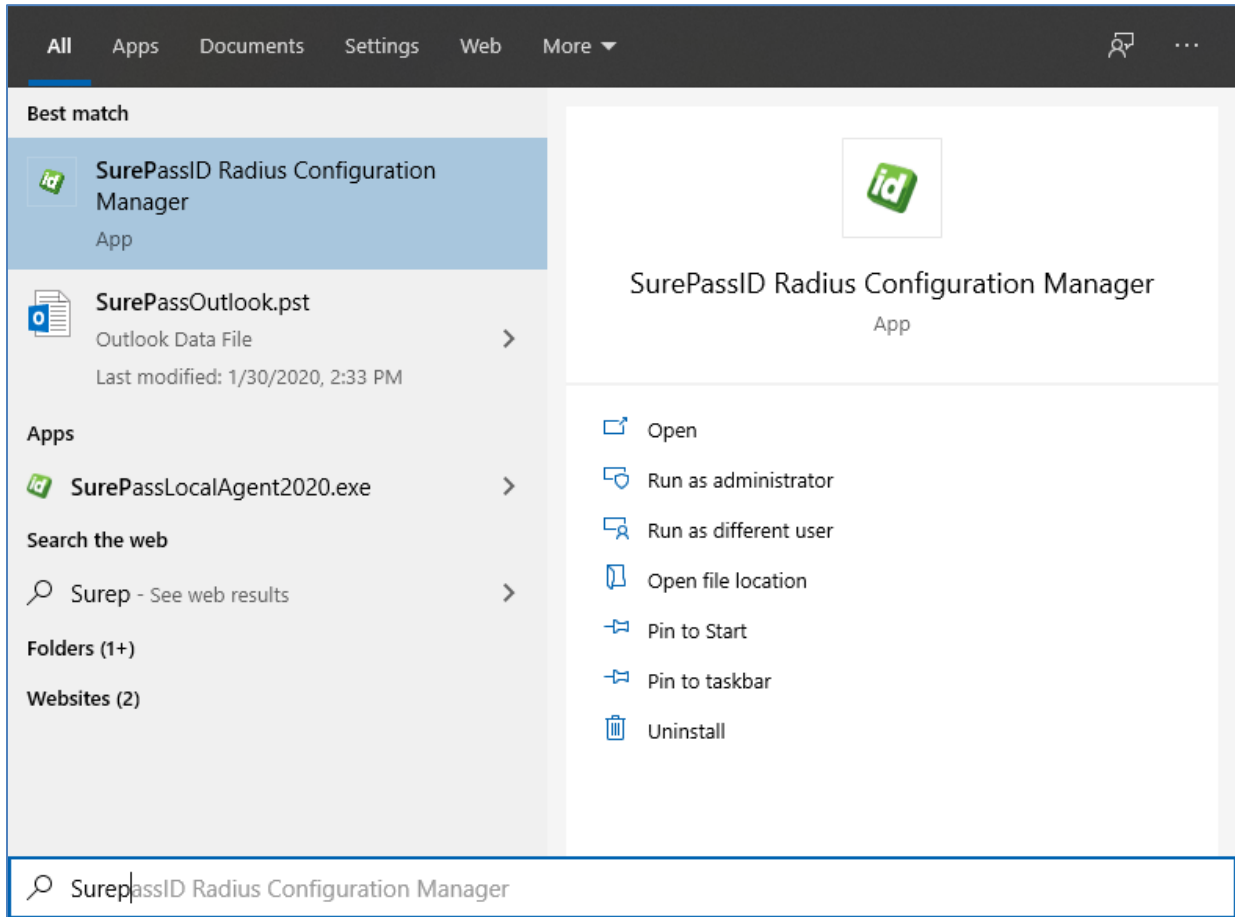 All Apps Documents Settings Web More
Best match
SurePassID Radius Configuration
Manager
App
SurePassOutlook.pst
Outlook Data File
Last modified: 1/30/2020, 2:33 PM
Apps
SurePassLocalAgent2020.exe
Search the web
Surep - See web results
Folders (1+)
Websites (2)
id
SurePassID Radius Configuration Manager
App
Open
Run as administrator
Run as different user
Open file location
Pin to Start
Pin to taskbar
Uninstall
SurepassID Radius Configuration Manager